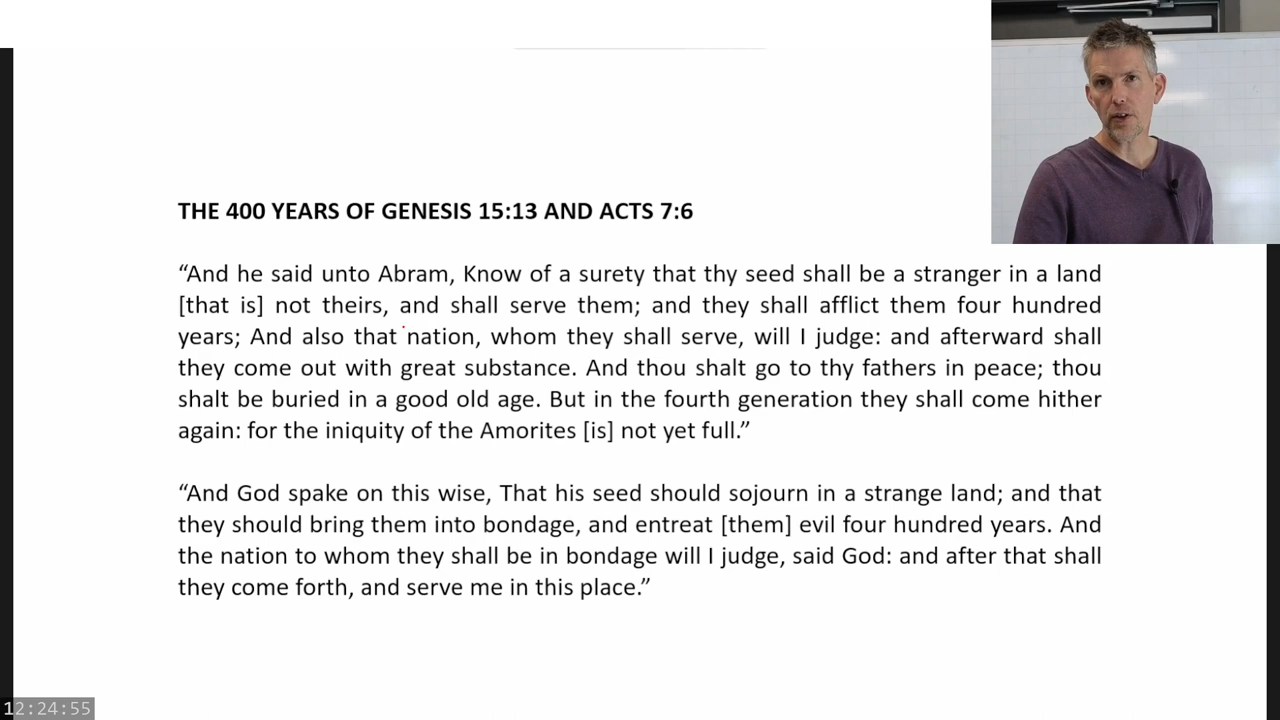 THE 400 YEARS OF GENESIS 15:13 AND ACTS 7:6
“And he said unto Abram, Know of a surety that thy seed shall be a stranger in a land
[that is] not theirs, and shall serve them; and they shall afflict them four hundred
years; And also that nation, whom they shall serve, will I judge: and afterward shall
they come out with great substance. And thou shalt go to thy fathers in peace; thou
shalt be buried in a good old age. But in the fourth generation they shall come hither
again: for the iniquity of the Amorites [is] not yet full.”
“And God spake on this wise, That his seed should sojourn in a strange land; and that
they should bring them into bondage, and entreat [them] evil four hundred years. And
the nation to whom they shall be in bondage will I judge, said God: and after that shall
they come forth, and serve me in this place.”
12:24:55